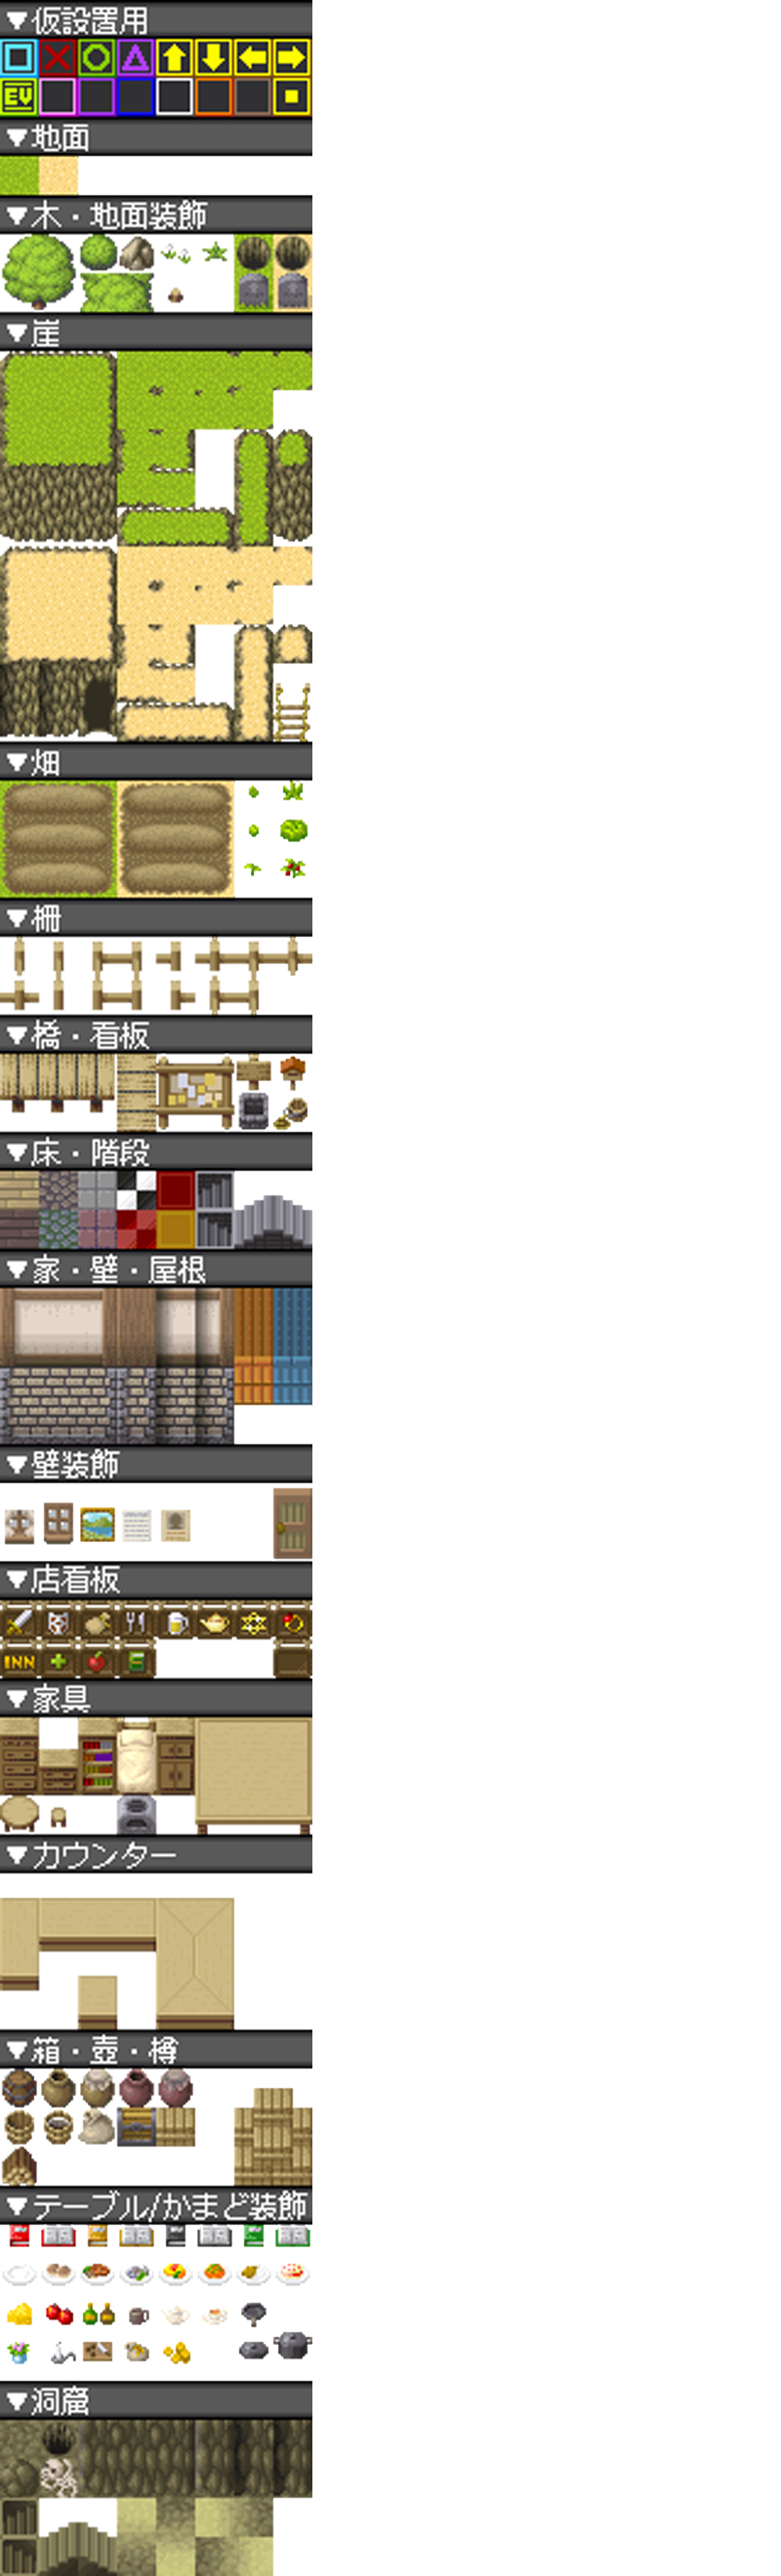 ▼仮設置用
EV
▼地面
▼木・地面装飾
▼崖
▼畑
▼柵
▼橋・看板
▼床・階段
▼家・壁・屋根
▼壁装飾
▼店看板
INN
▼家具
▼カウンター
▼箱・壺・樽
▼テーブル/かまど装飾
▼洞窟